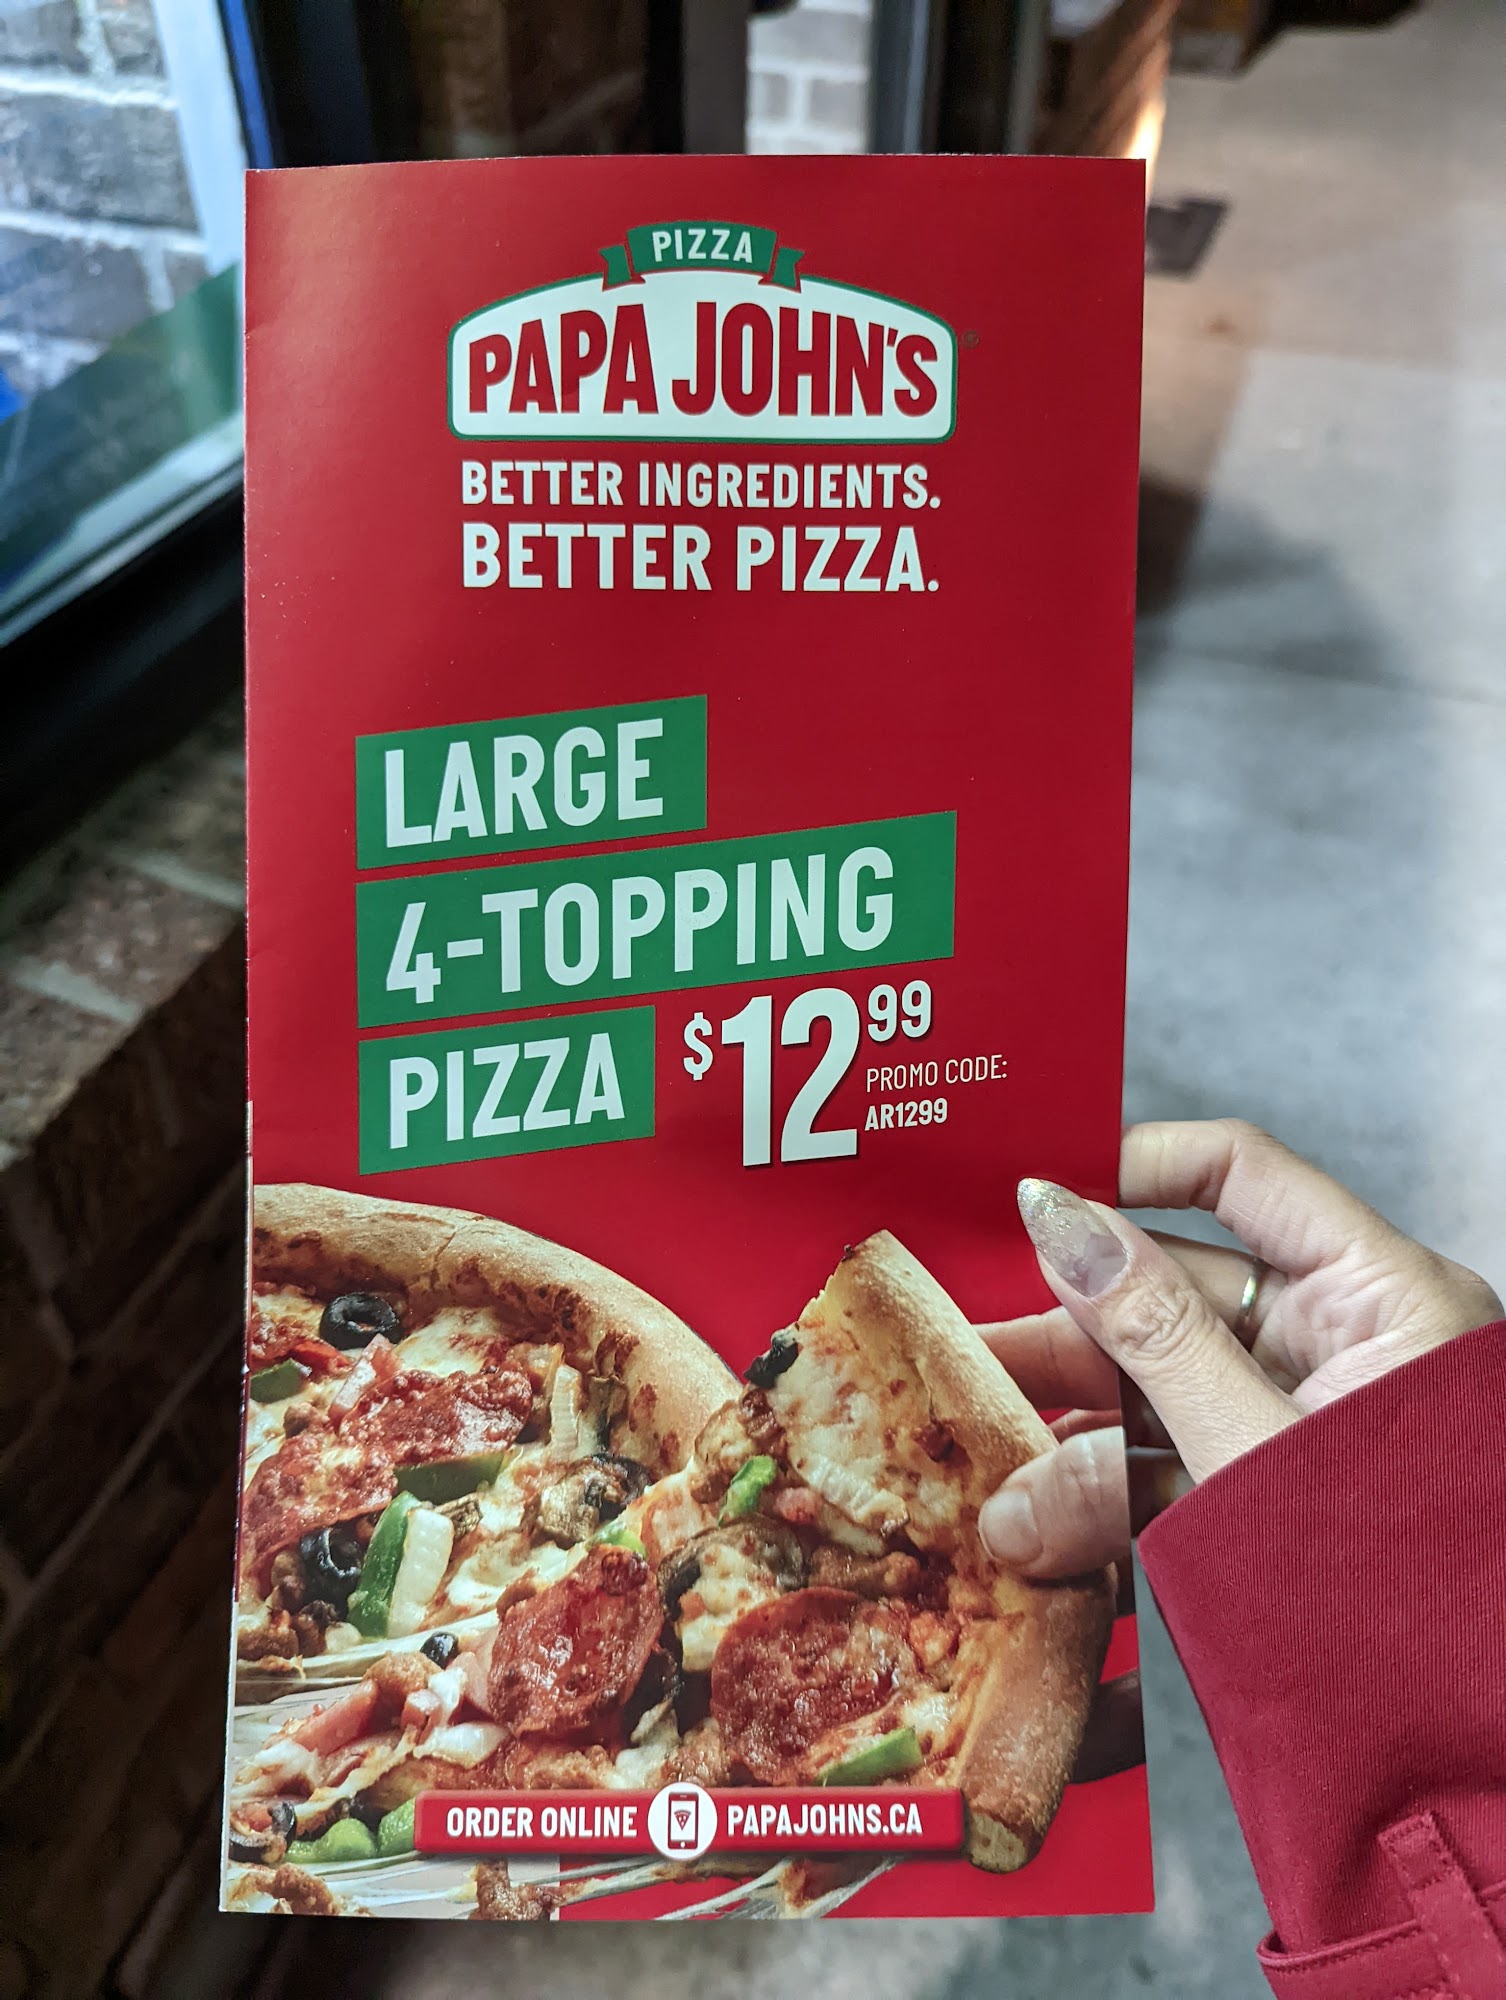 PIZZA
PAPA JOHN'S
BETTER INGREDIENTS.
BETTER PIZZA.
LARGE
4-TOPPING
PIZZA $12 99
PROMO CODE:
AR1299
ORDER ONLINE PAPAJOHNS.CA